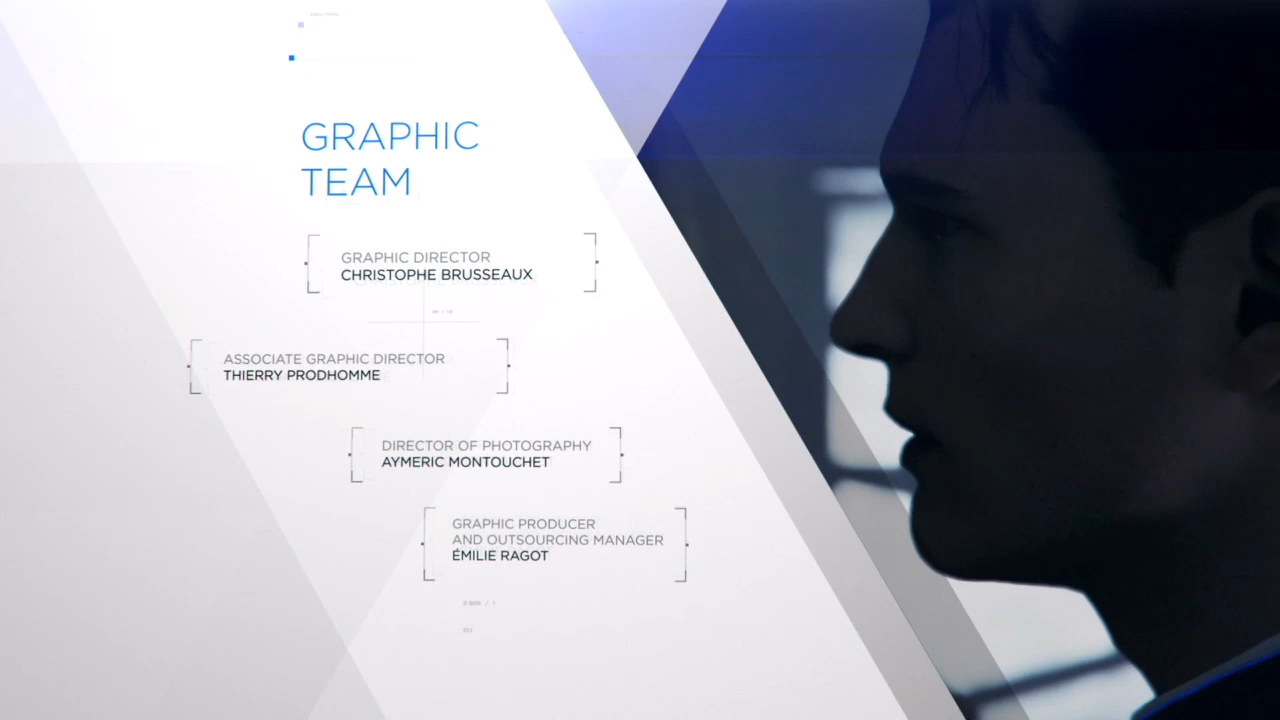 GRAPHIC
TEAM
GRAPHIC DIRECTOR
CHRISTOPHE BRUSSEAUX
ASSOCIATE GRAPHIC DIRECTOR
THIERRY PRODHOMME
DIRECTOR OF PHOTOGRAPHY
AYMERIC MONTOUCHET
GRAPHIC PRODUCER
AND OUTSOURCING MANAGER
ÉMILIE RAGOT